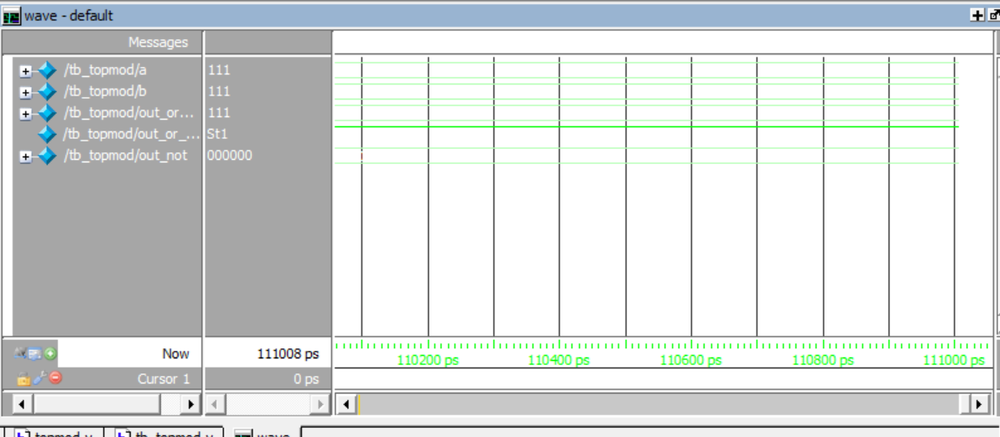 wave - default
Messages
/tb_topmod/a 111
/tb_topmod/b 111
/tb_topmod/out_or... 111
/tb_topmod/out_or_... St1
/tb_topmod/out_not 000000
Now 111008 ps
110200 ps 110400 ps 110600 ps 110800 ps 111000 ps
Cursor 1 0 ps
topmod.v tb_topmod.v wave